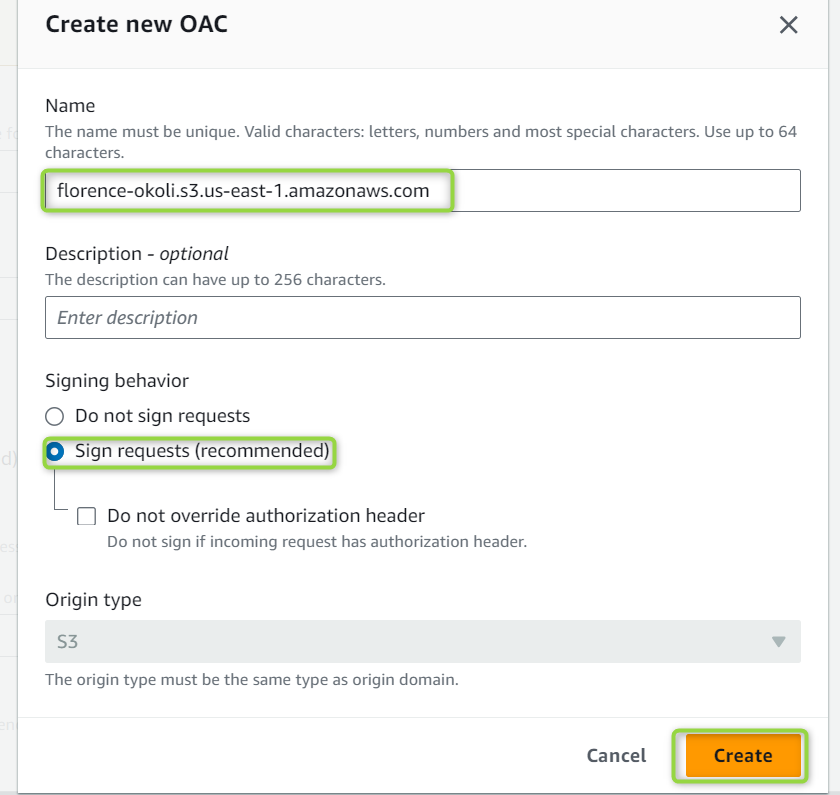 Create new OAC
Name
The name must be unique. Valid characters: letters, numbers and most special characters. Use up to 64
characters.
florence-okoli.s3.us-east-1.amazonaws.com
Description - optional
The description can have up to 256 characters.
Enter description
Signing behavior
Do not sign requests
Sign requests (recommended)
Do not override authorization header
Do not sign if incoming request has authorization header.
Origin type
S3
The origin type must be the same type as origin domain.
Cancel
Create